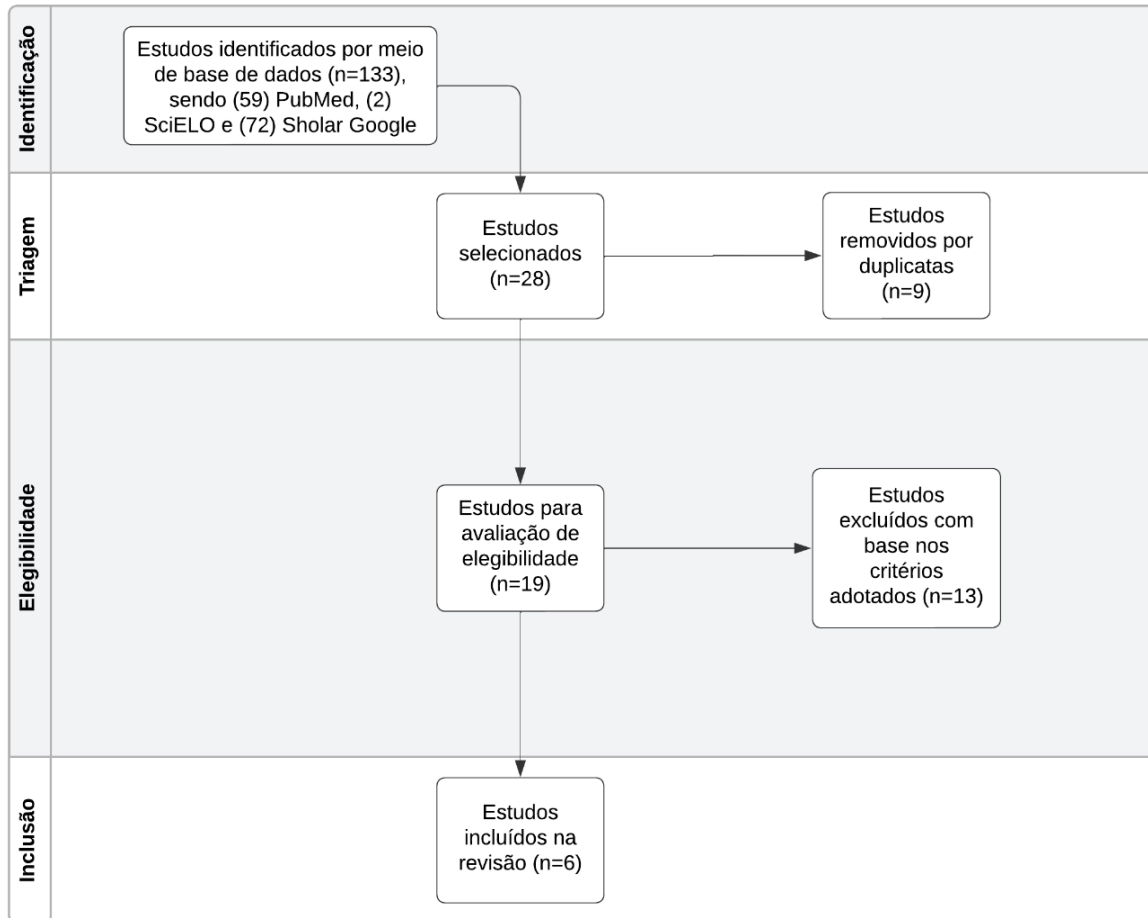 Identificação
Estudos identificados por meio
de base de dados (n=133),
sendo (59) PubMed, (2)
SciELO e (72) Sholar Google
Triagem
Estudos
selecionados
(n=28)
Estudos
removidos por
duplicatas
(n=9)
Elegibilidade
Estudos para
avaliação de
elegibilidade
(n=19)
Estudos
excluídos com
base nos
critérios
adotados (n=13)
Inclusão
Estudos
incluídos na
revisão (n=6)